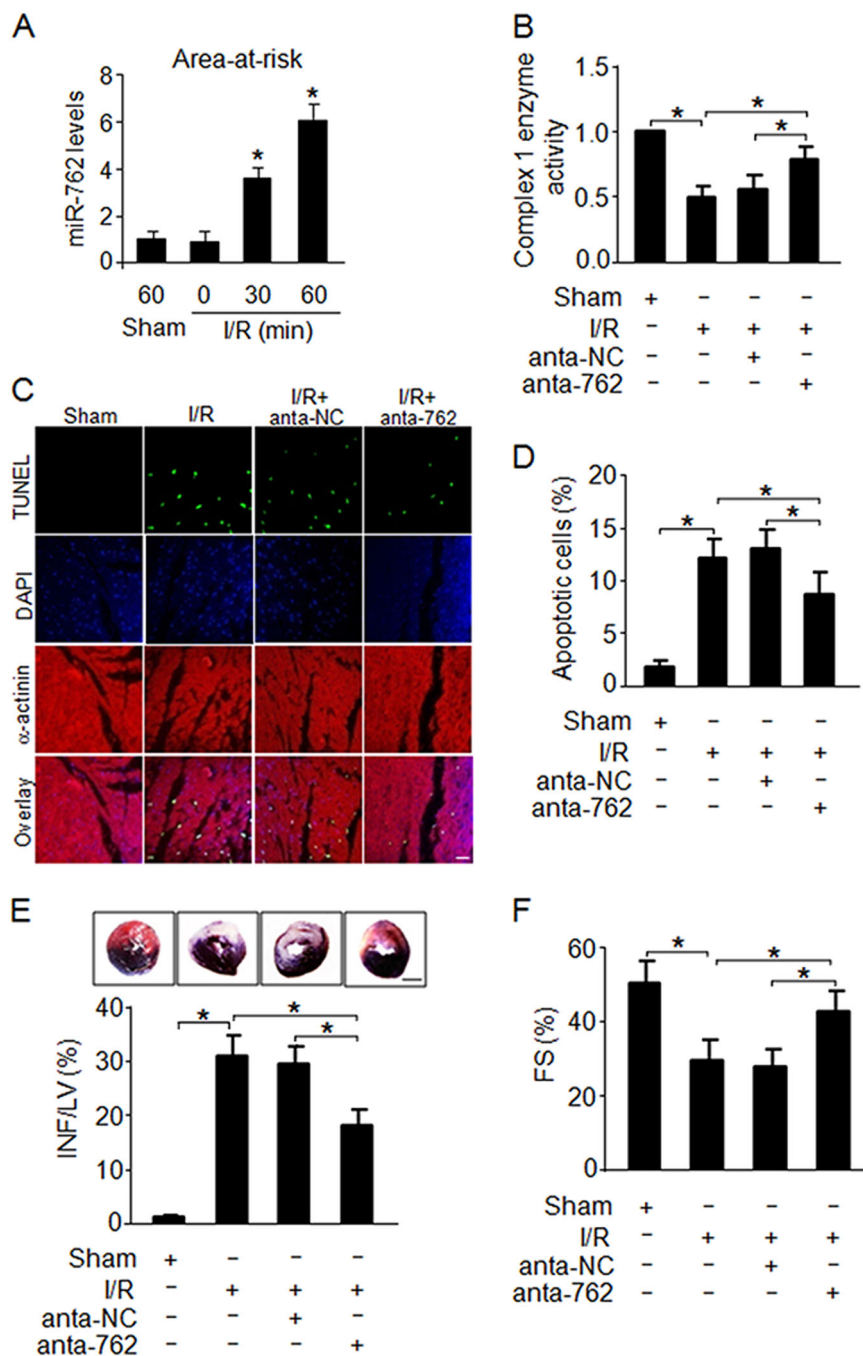 A
Area-at-risk
miR-762 levels
8
6
4
2
0
*
*
60 0 30 60
Sham I/R (min)
B
Complex 1 enzyme
activity
1.5
1.0
0.5
0.0
* * *
Sham + – – –
I/R – + + +
anta-NC – – + –
anta-762 – – – +
C
Sham I/R I/R+ anta-NC I/R+ anta-762
TUNEL
DAPI
α-actinin
Overlay
D
Apoptotic cells (%)
20
15
10
5
0
* * *
Sham + – – –
I/R – + + +
anta-NC – – + –
anta-762 – – – +
E
INF/LV (%)
40
30
20
10
0
* * *
Sham + – – –
I/R – + + +
anta-NC – – + –
anta-762 – – – +
F
FS (%)
60
40
20
0
* * *
Sham + – – –
I/R – + + +
anta-NC – – + –
anta-762 – – – +